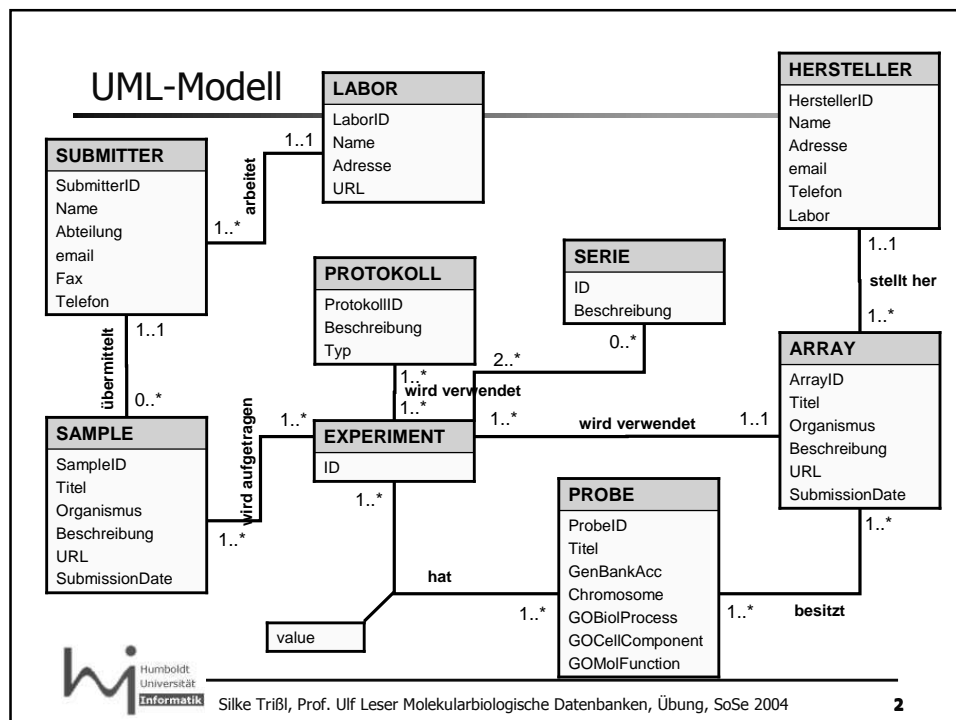 UML-Modell
LABOR
LaborID
Name
Adresse
URL
HERSTELLER
HerstellerID
Name
Adresse
email
Telefon
Labor
SUBMITTER
SubmitterID
Name
Abteilung
email
Fax
Telefon
1..1
arbeitet
1..*
PROTOKOLL
ProtokollID
Beschreibung
Typ
SERIE
ID
Beschreibung
1..1
stellt her
1..*
1..1
übermittelt
0..*
2..*
0..*
1..*
wird verwendet
1..*
ARRAY
ArrayID
Titel
Organismus
Beschreibung
URL
SubmissionDate
SAMPLE
SampleID
Titel
Organismus
Beschreibung
URL
SubmissionDate
wird aufgetragen
1..*
1..*
EXPERIMENT
ID
1..*
wird verwendet
1..1
1..*
hat
value
1..*
PROBE
ProbeID
Titel
GenBankAcc
Chromosome
GOBiolProcess
GOCellComponent
GOMolFunction
1..*
1..*
besitzt
Humboldt
Universität
Informatik
Silke Trißl, Prof. Ulf Leser Molekularbiologische Datenbanken, Übung, SoSe 2004
2